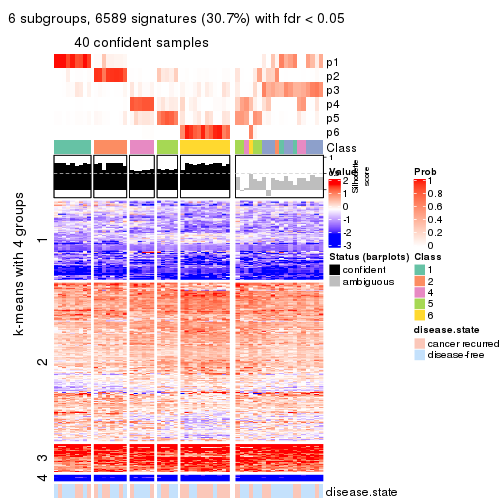 6 subgroups, 6589 signatures (30.7%) with fdr < 0.05
40 confident samples
p1
p2
p3
p4
p5
p6
Class
1
0
Silhouette
score
k-means with 4 groups
1
2
3
4
disease.state
Value
2
1
0
-1
-2
-3
Status (barplots)
confident
ambiguous
Prob
1
0.8
0.6
0.4
0.2
0
Class
1
2
4
5
6
disease.state
cancer recurred
disease-free